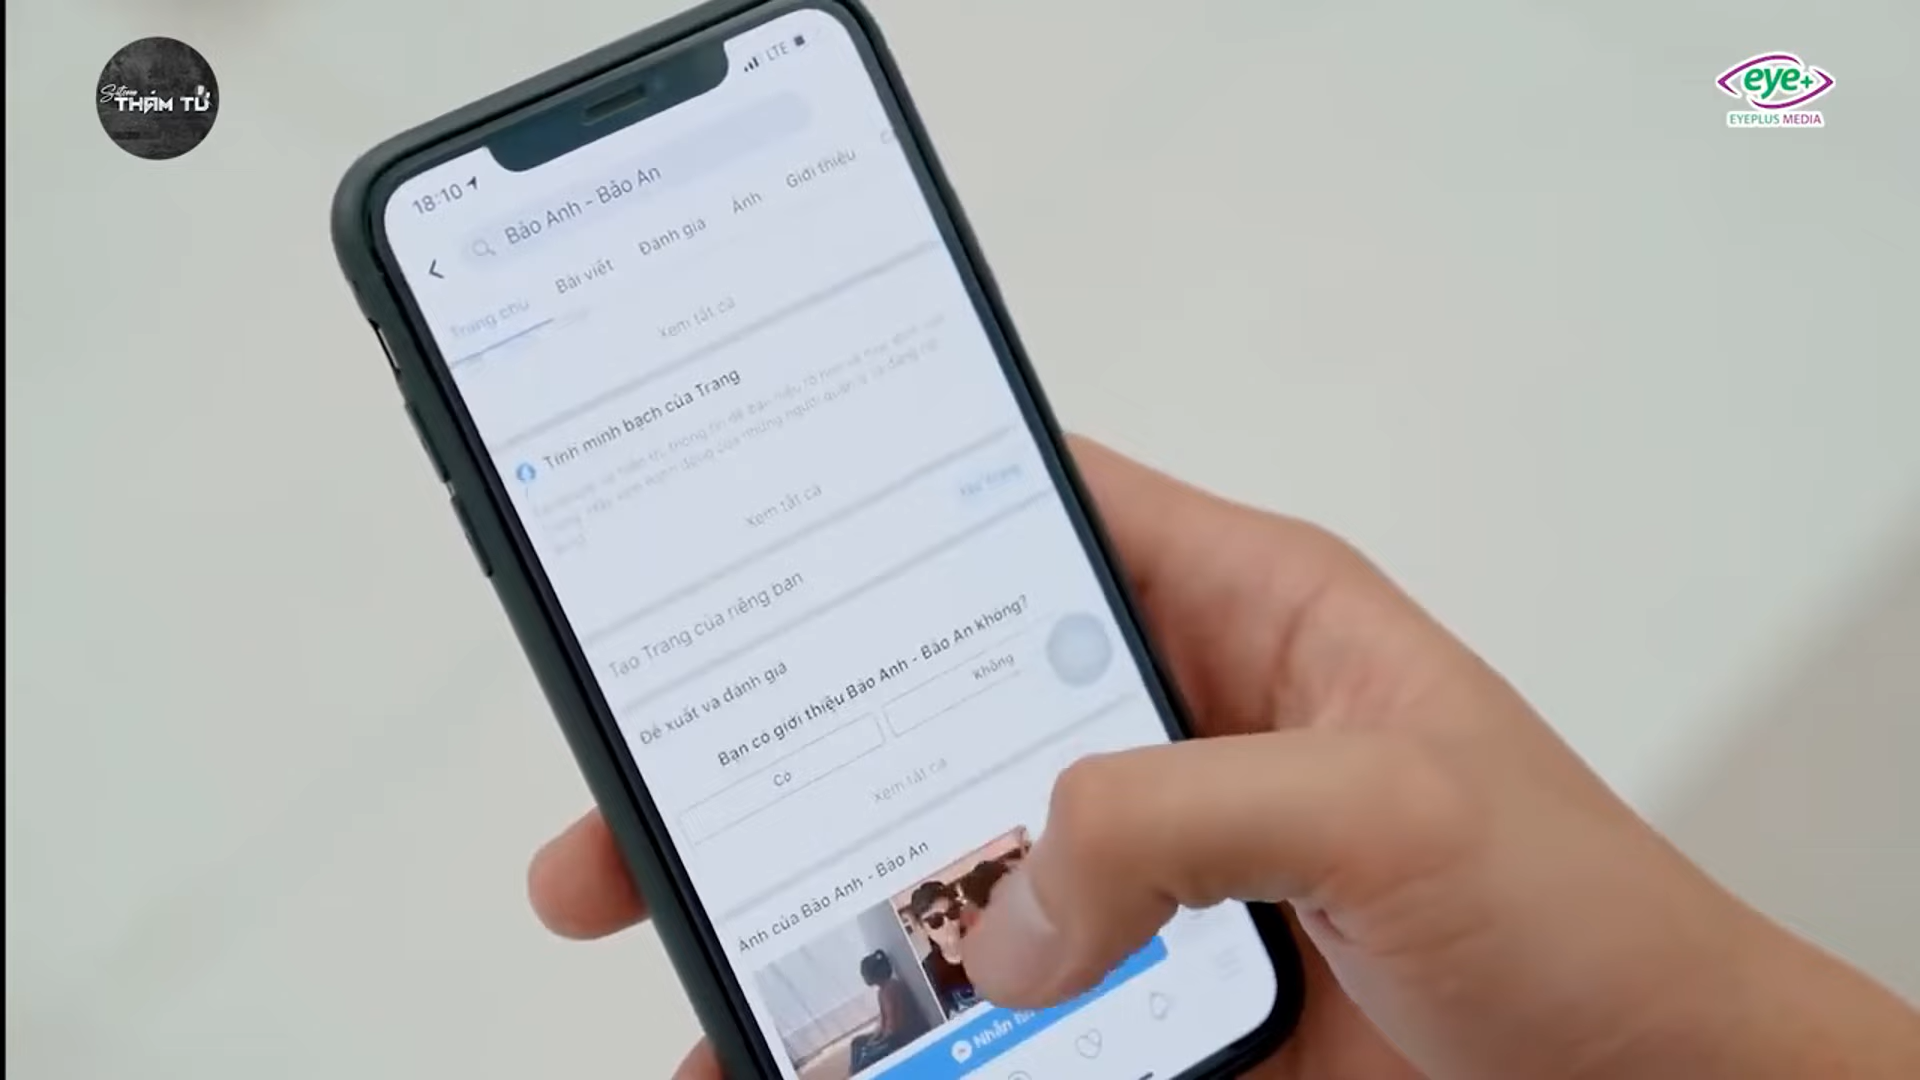 Sitcom
THÁM TỬ
eye+
EYEPLUS MEDIA
LTE
18:10
Bảo Anh - Bảo An
Trang chủ
Bài viết
Đánh giá
Ảnh
Giới thiệu
Xem tất cả
Tính minh bạch của Trang
Xem tất cả
Tạo Trang của riêng bạn
Đề xuất và đánh giá
Bạn có giới thiệu Bảo Anh - Bảo An không?
Có
Không
Xem tất cả
Ảnh của Bảo Anh - Bảo An
Nhắn